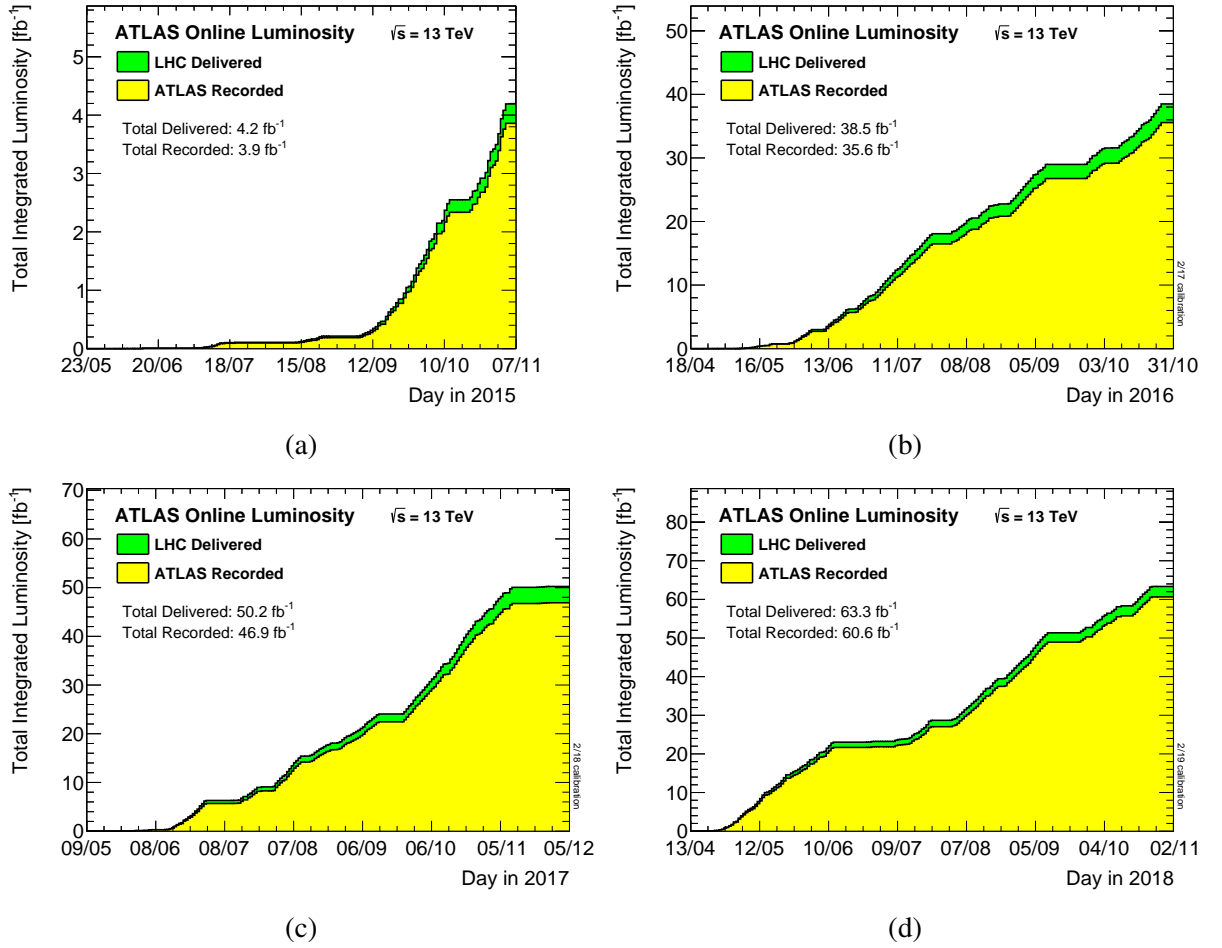 Total Integrated Luminosity [fb⁻¹]
ATLAS Online Luminosity √s = 13 TeV
LHC Delivered
ATLAS Recorded
Total Delivered: 4.2 fb⁻¹
Total Recorded: 3.9 fb⁻¹
5
4
3
2
1
0
23/05 20/06 18/07 15/08 12/09 10/10 07/11
Day in 2015
(a)
Total Integrated Luminosity [fb⁻¹]
ATLAS Online Luminosity √s = 13 TeV
LHC Delivered
ATLAS Recorded
Total Delivered: 38.5 fb⁻¹
Total Recorded: 35.6 fb⁻¹
50
40
30
20
10
0
2/17 calibration
18/04 16/05 13/06 11/07 08/08 05/09 03/10 31/10
Day in 2016
(b)
Total Integrated Luminosity [fb⁻¹]
ATLAS Online Luminosity √s = 13 TeV
LHC Delivered
ATLAS Recorded
Total Delivered: 50.2 fb⁻¹
Total Recorded: 46.9 fb⁻¹
70
60
50
40
30
20
10
0
2/18 calibration
09/05 08/06 08/07 07/08 06/09 06/10 05/11 05/12
Day in 2017
(c)
Total Integrated Luminosity [fb⁻¹]
ATLAS Online Luminosity √s = 13 TeV
LHC Delivered
ATLAS Recorded
Total Delivered: 63.3 fb⁻¹
Total Recorded: 60.6 fb⁻¹
80
70
60
50
40
30
20
10
0
2/19 calibration
13/04 12/05 10/06 09/07 07/08 05/09 04/10 02/11
Day in 2018
(d)